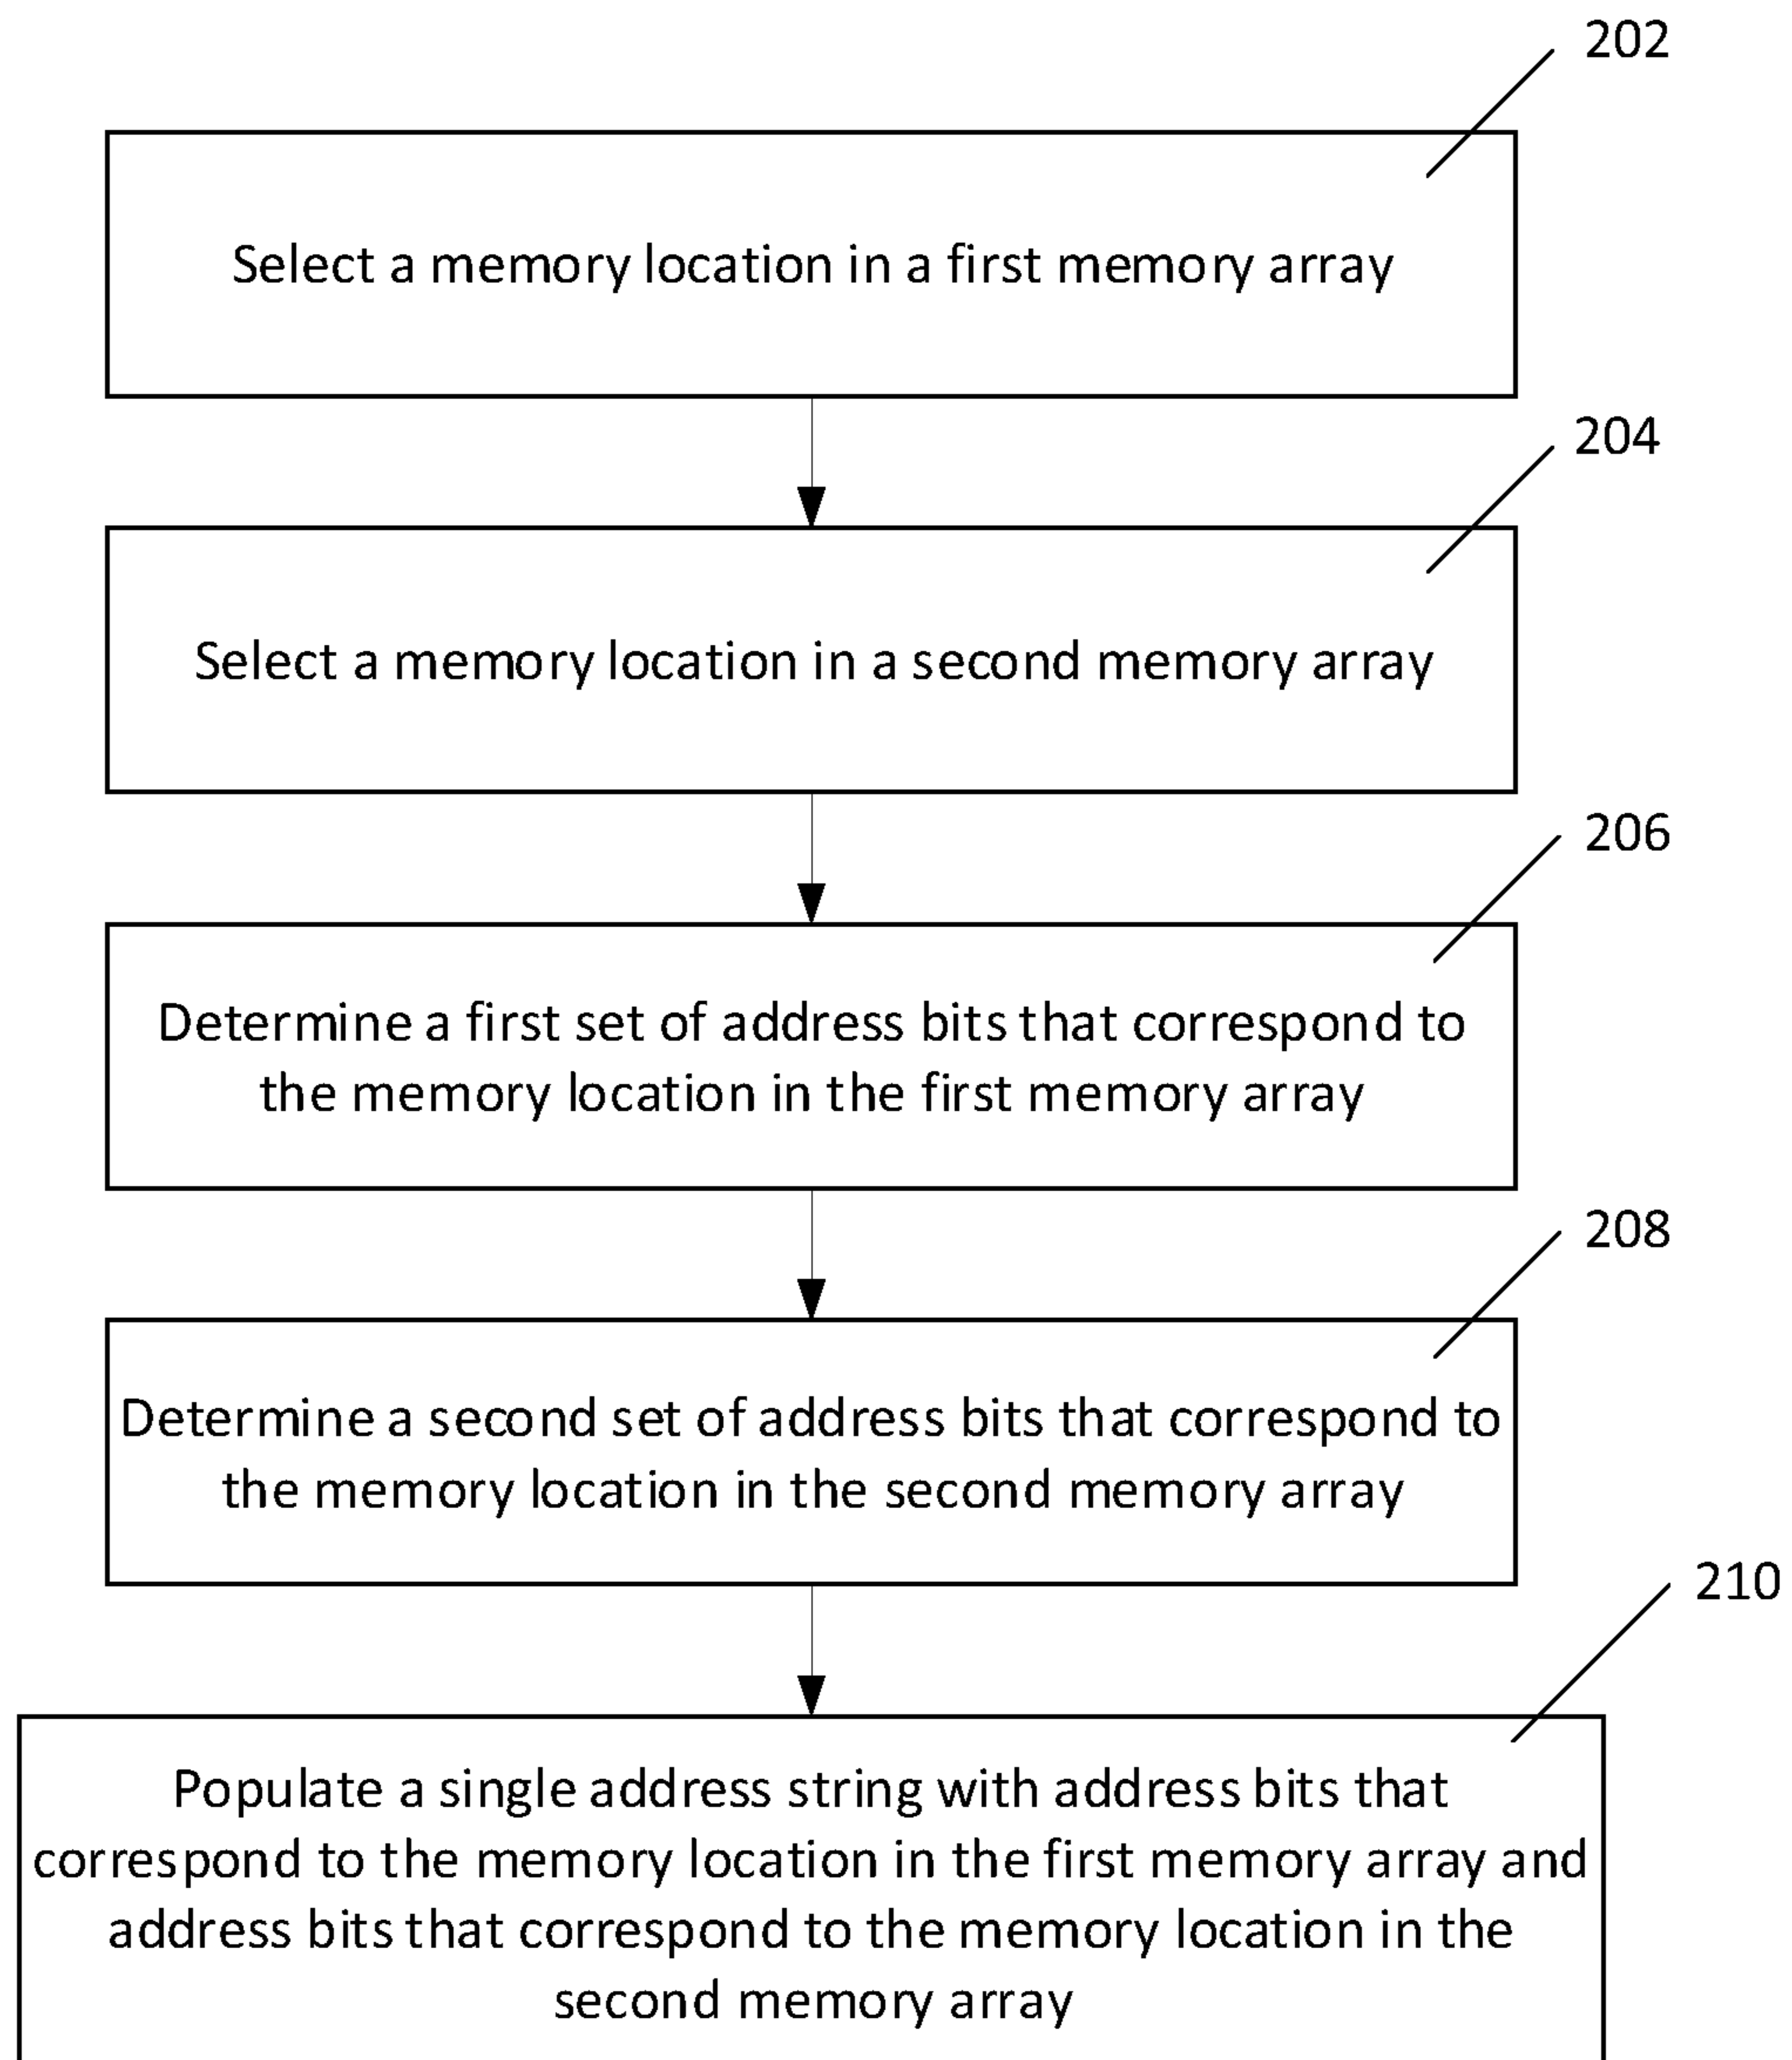 202
Select a memory location in a first memory array
204
Select a memory location in a second memory array
206
Determine a first set of address bits that correspond to
the memory location in the first memory array
208
Determine a second set of address bits that correspond to
the memory location in the second memory array
210
Populate a single address string with address bits that
correspond to the memory location in the first memory array and
address bits that correspond to the memory location in the
second memory array